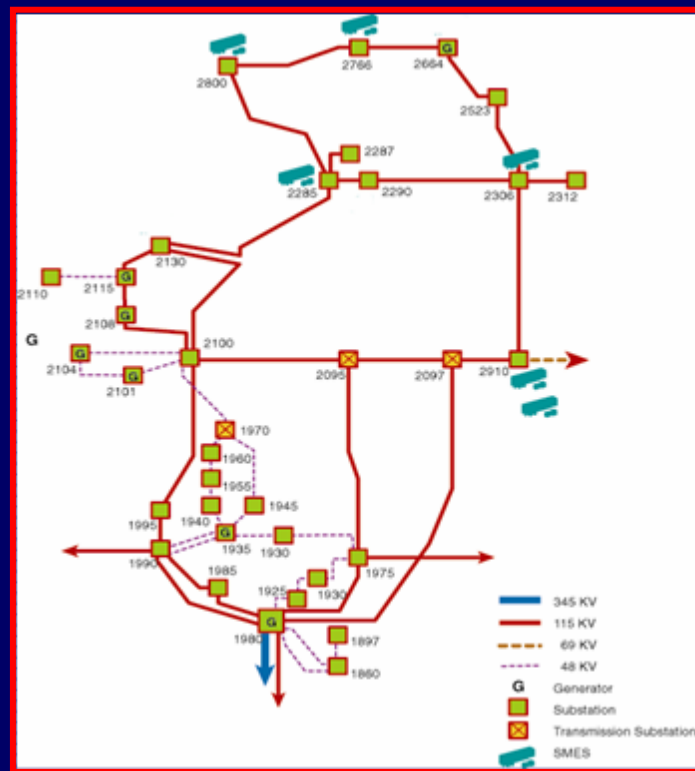 2800
2766
G
2664
2523
2287
2285
2290
2306
2312
2130
G
2115
2110
G
2108
G
G
2104
G
2101
2100
2095
2097
2910
1970
1960
1955
1940
1945
G
1935
1930
1995
1990
1975
1985
1925
1930
G
1980
1897
1860
345 KV
115 KV
69 KV
48 KV
G Generator
Substation
Transmission Substation
SMES